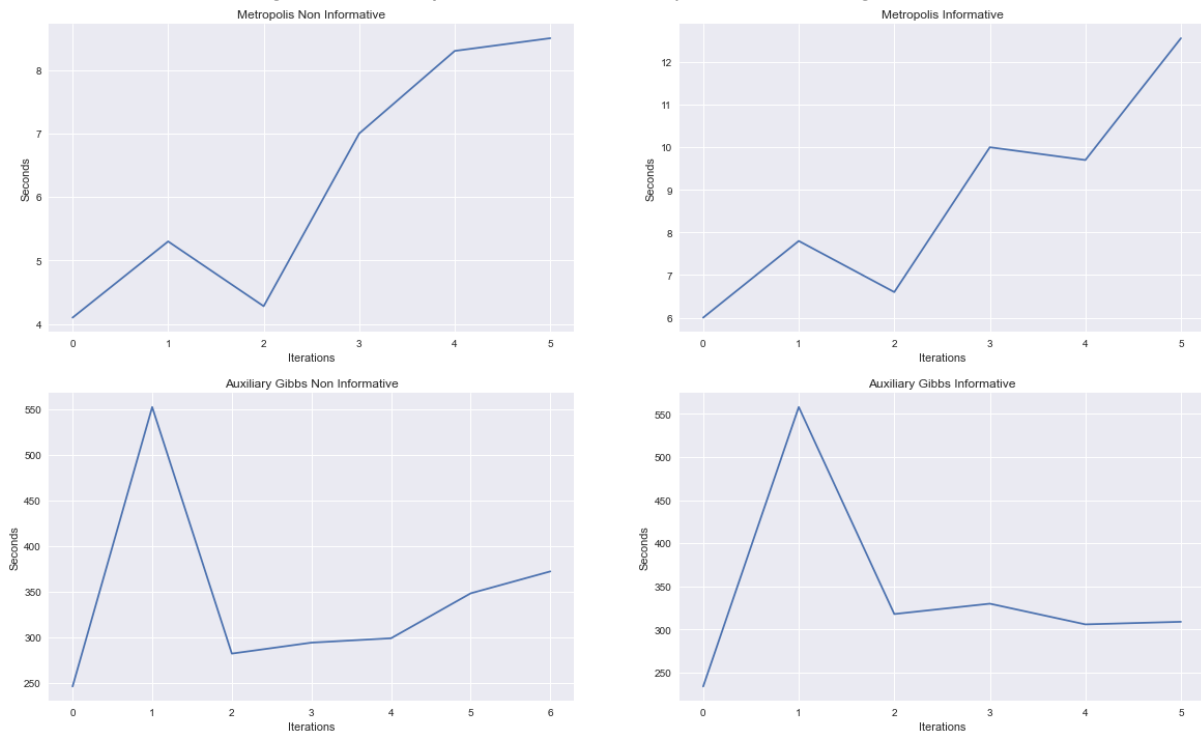 Metropolis Non Informative
8
7
6
5
4
Seconds
0 1 2 3 4 5
Iterations
Metropolis Informative
12
11
10
9
8
7
6
Seconds
0 1 2 3 4 5
Iterations
Auxiliary Gibbs Non Informative
550
500
450
400
350
300
250
Seconds
0 1 2 3 4 5 6
Iterations
Auxiliary Gibbs Informative
550
500
450
400
350
300
250
Seconds
0 1 2 3 4 5
Iterations